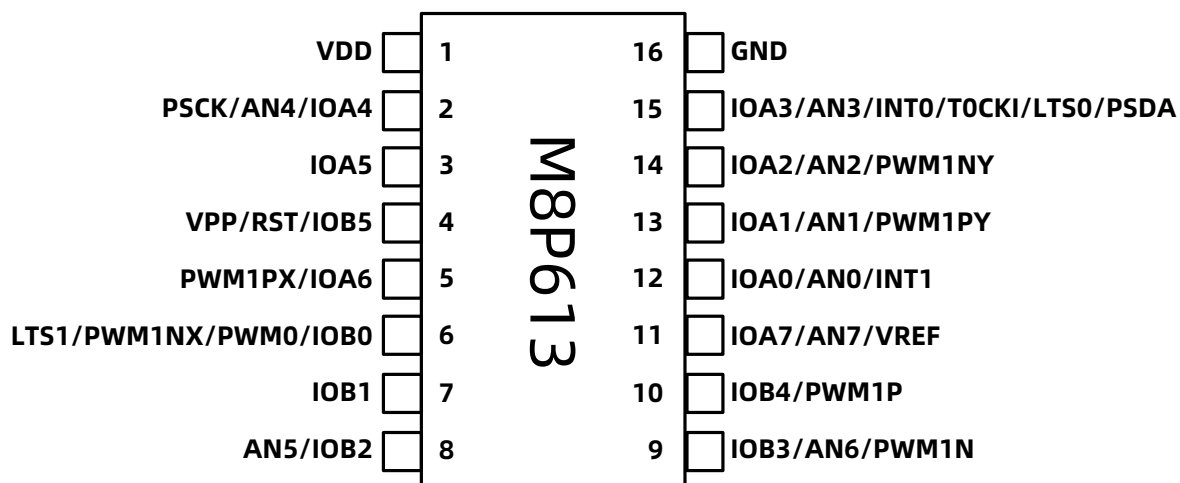 VDD 1 16 GND
PSCK/AN4/IOA4 2 15 IOA3/AN3/INT0/T0CKI/LTS0/PSDA
IOA5 3 14 IOA2/AN2/PWM1NY
VPP/RST/IOB5 4 13 IOA1/AN1/PWM1PY
PWM1PX/IOA6 5 12 IOA0/AN0/INT1
LTS1/PWM1NX/PWM0/IOB0 6 11 IOA7/AN7/VREF
IOB1 7 10 IOB4/PWM1P
AN5/IOB2 8 9 IOB3/AN6/PWM1N
M8P613